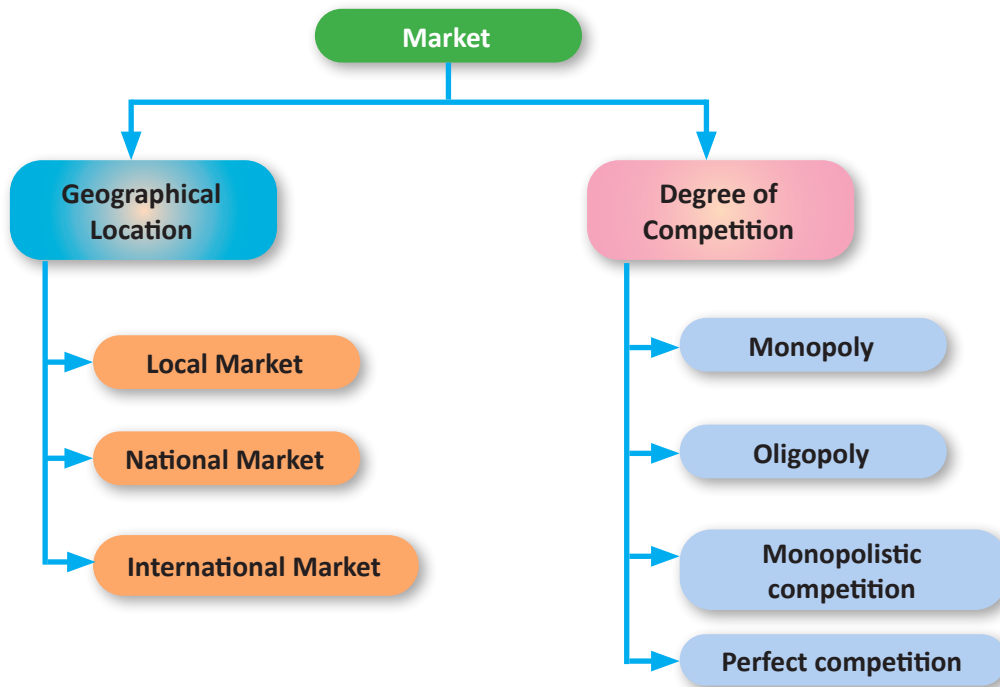 Market
Geographical
Location
Local Market
National Market
International Market
Degree of
Competition
Monopoly
Oligopoly
Monopolistic
competition
Perfect competition